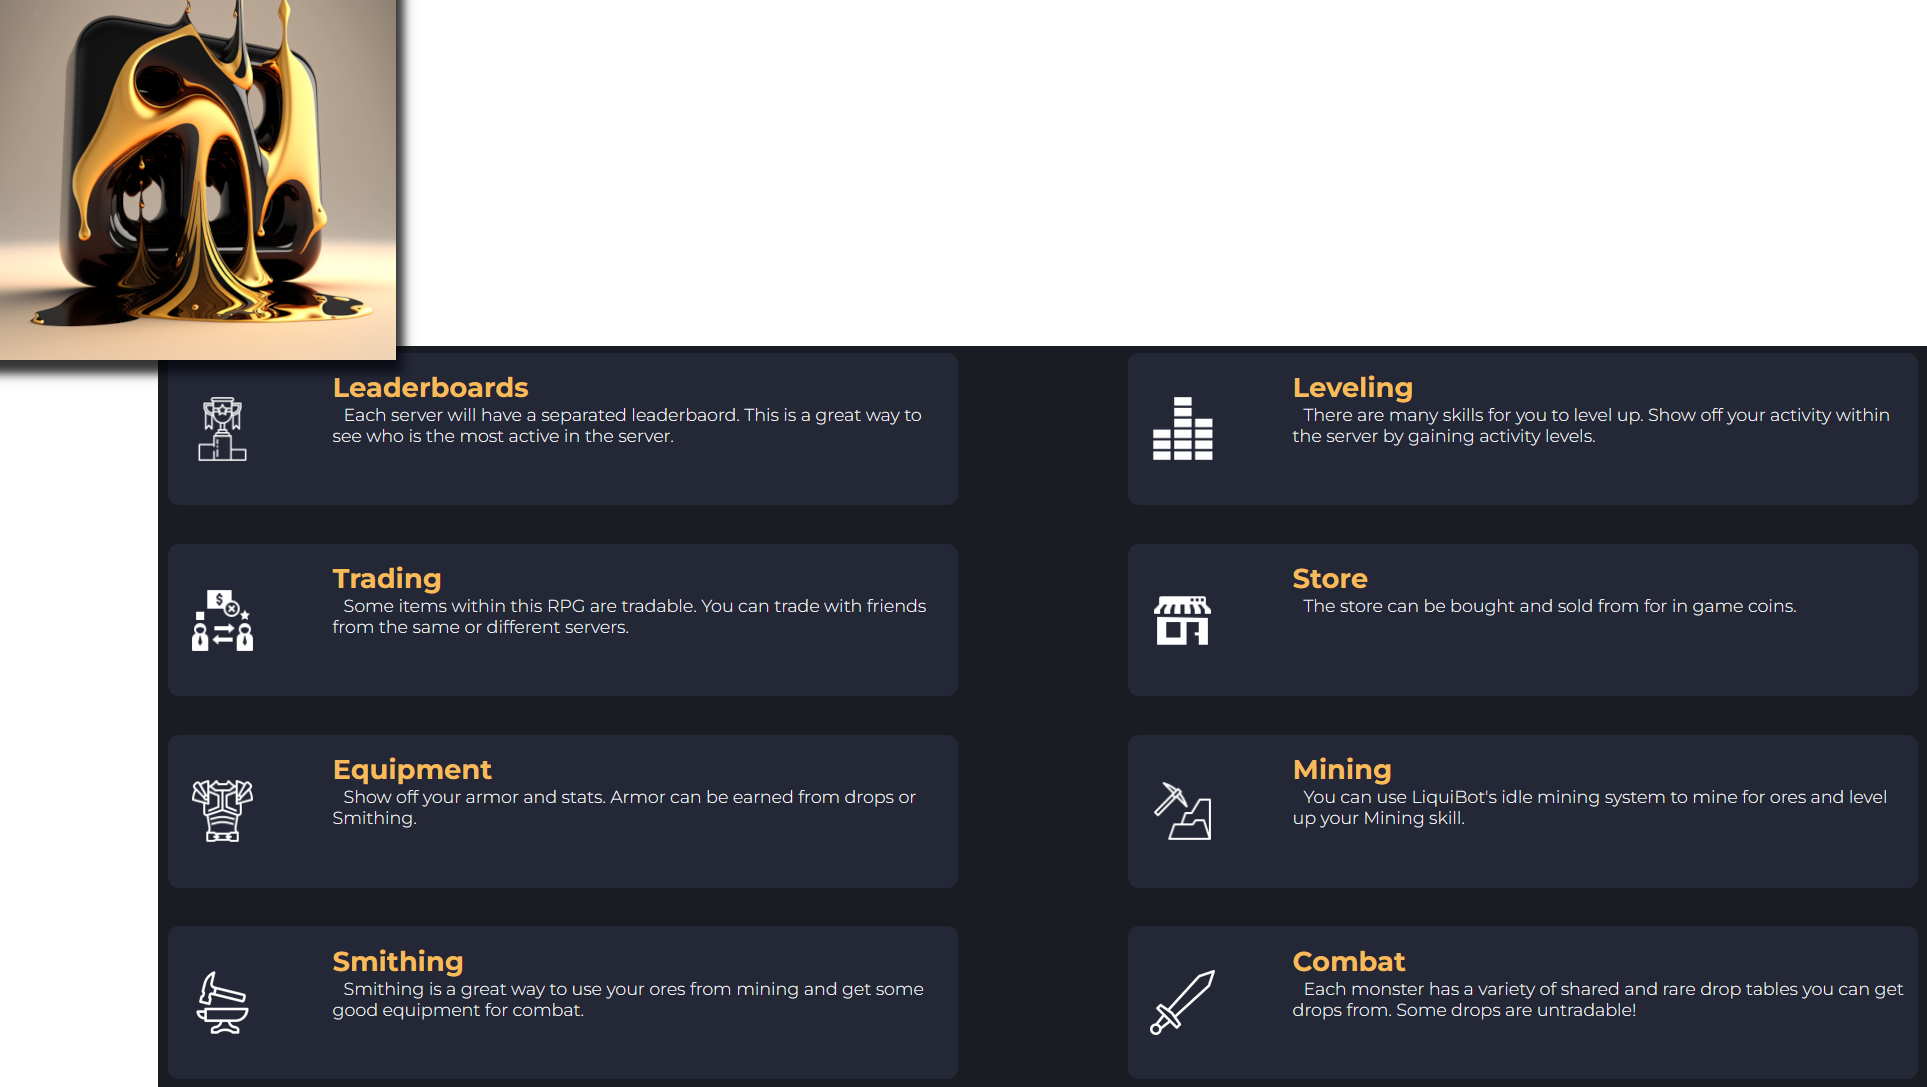 Leaderboards
Each server will have a separated leaderbaord. This is a great way to
see who is the most active in the server.
Leveling
There are many skills for you to level up. Show off your activity within
the server by gaining activity levels.
Trading
Some items within this RPG are tradable. You can trade with friends
from the same or different servers.
Store
The store can be bought and sold from for in game coins.
Equipment
Show off your armor and stats. Armor can be earned from drops or
Smithing.
Mining
You can use LiquiBot's idle mining system to mine for ores and level
up your Mining skill.
Smithing
Smithing is a great way to use your ores from mining and get some
good equipment for combat.
Combat
Each monster has a variety of shared and rare drop tables you can get
drops from. Some drops are untradable!